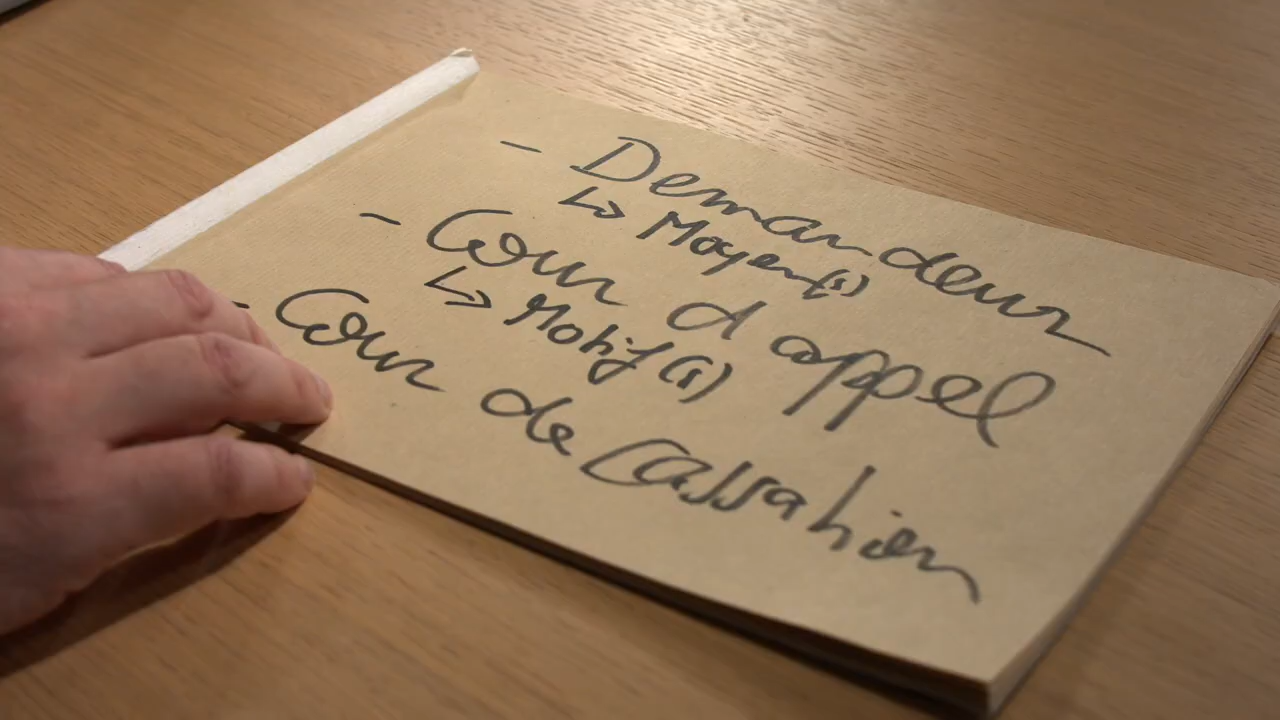 - Demandeur
↳ Moyen(s)
- Cour d'appel
↳ Motif(s)
- Cour de Cassation